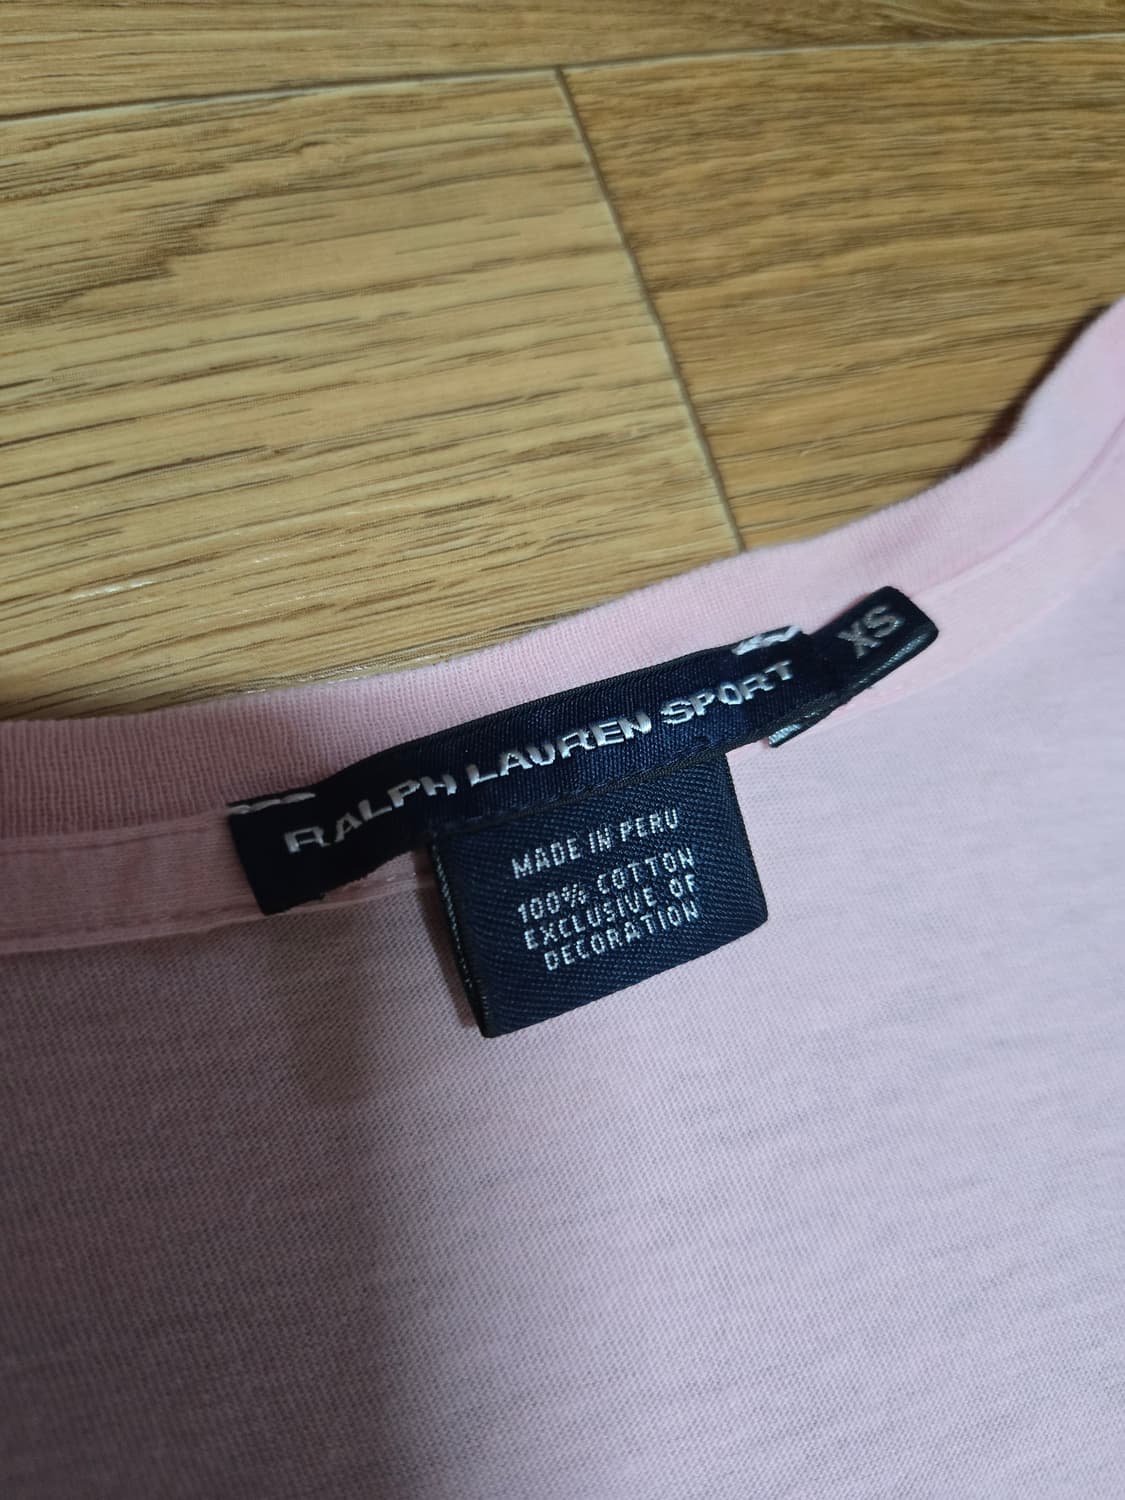 RALPH LAUREN SPORT
XS
MADE IN PERU
100% COTTON
EXCLUSIVE OF
DECORATION